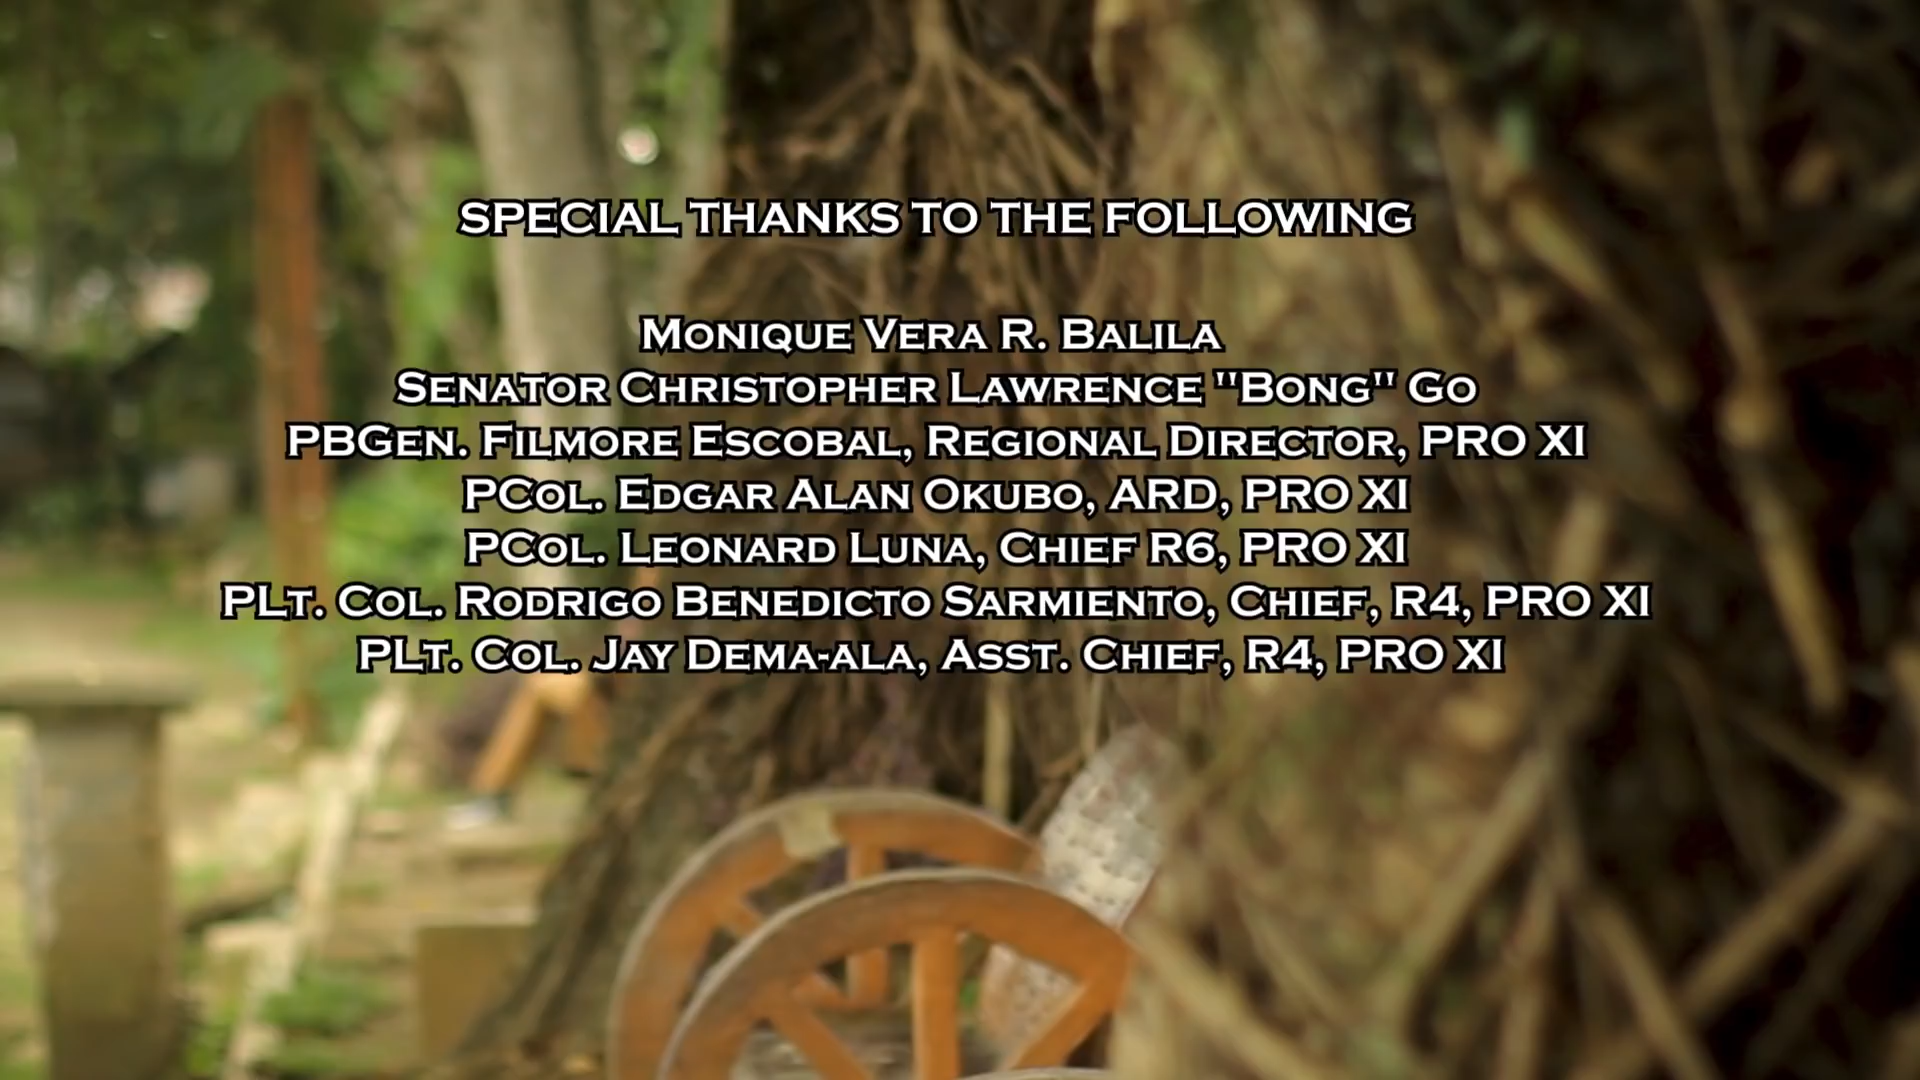 SPECIAL THANKS TO THE FOLLOWING
Monique Vera R. Balila
Senator Christopher Lawrence "Bong" Go
PBGen. Filmore Escobal, Regional Director, PRO XI
PCol. Edgar Alan Okubo, ARD, PRO XI
PCol. Leonard Luna, Chief R6, PRO XI
PLt. Col. Rodrigo Benedicto Sarmiento, Chief, R4, PRO XI
PLt. Col. Jay Dema-ala, Asst. Chief, R4, PRO XI